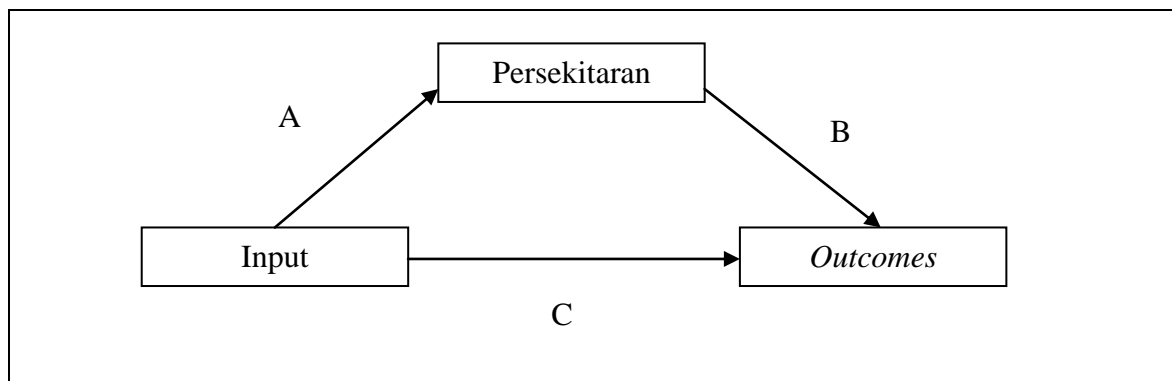 Persekitaran
A
B
Input
Outcomes
C